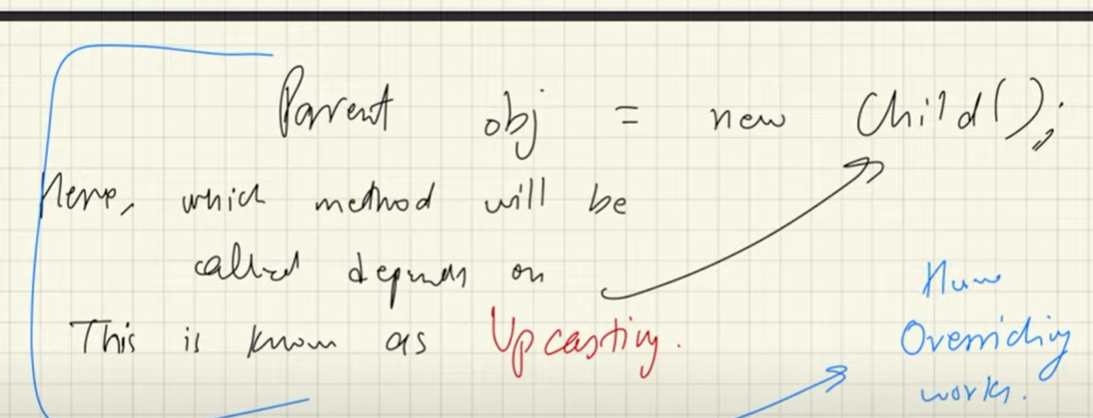 Parent obj = new Child();
Here, which method will be
called depends on
This is known as Upcasting.
How
Overriding
works.